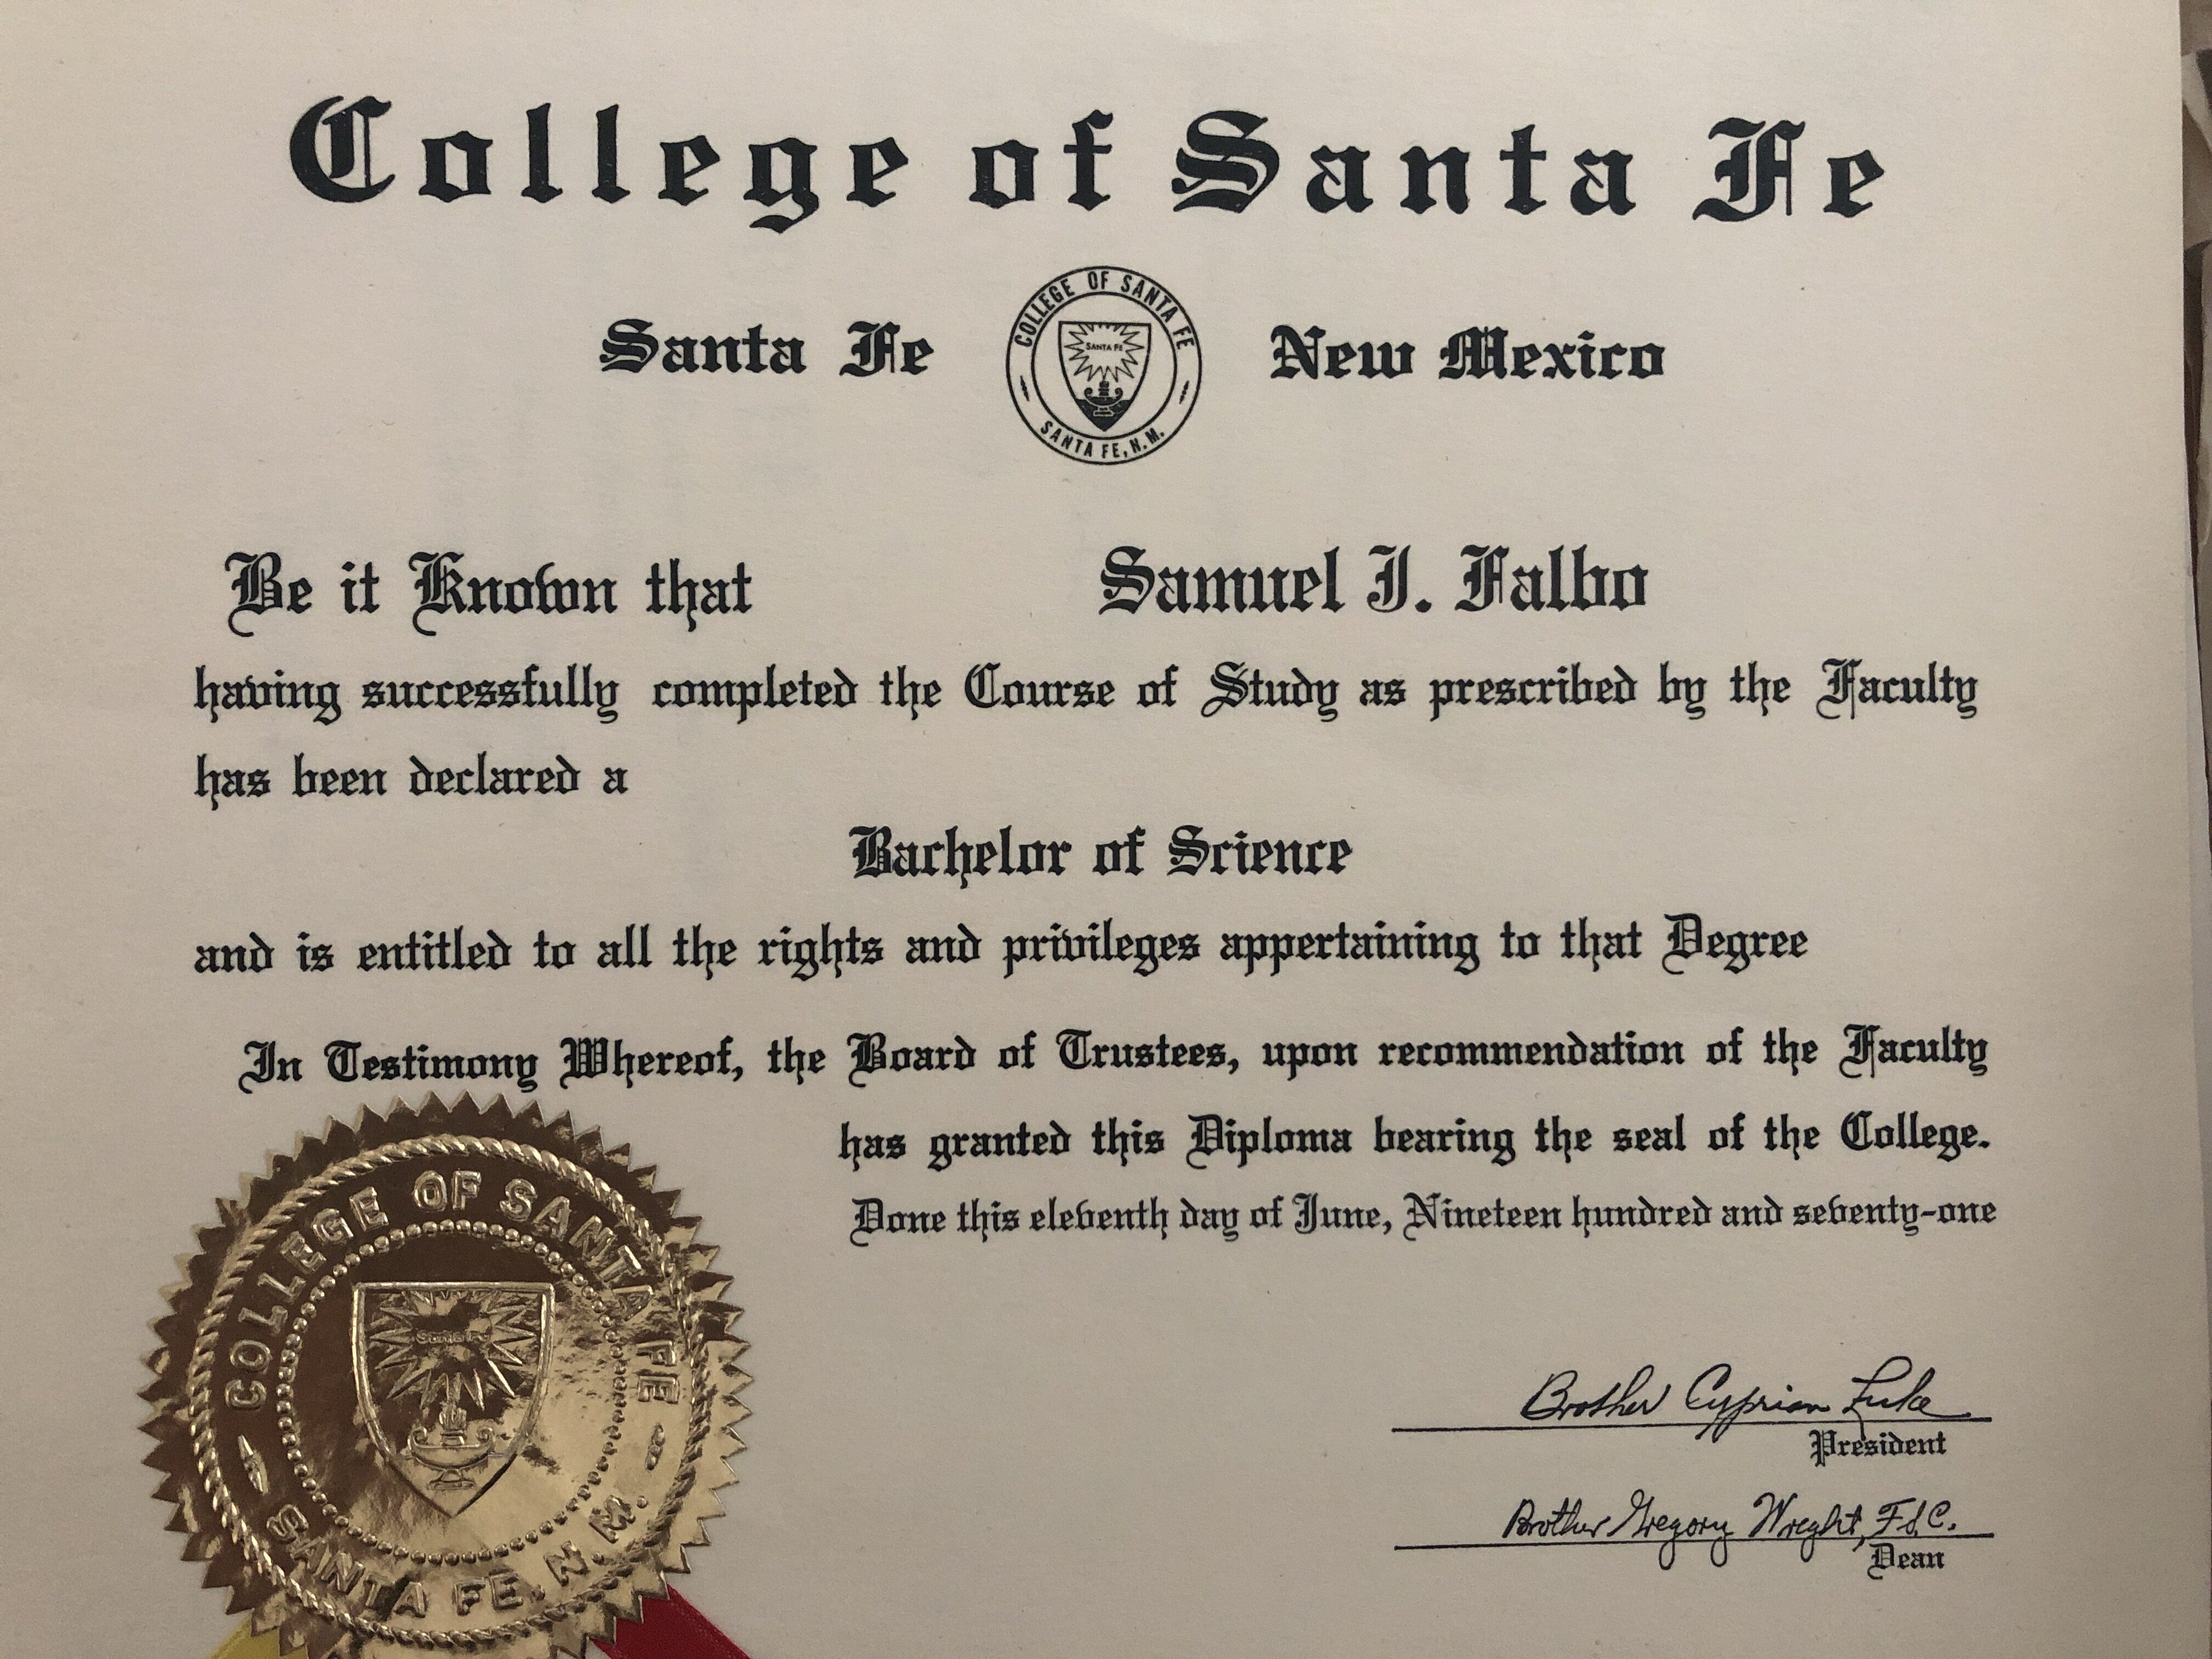 College of Santa Fe
Santa Fe
COLLEGE OF SANTA FE
SANTA FE
SANTA FE, N.M.
New Mexico
Be it Known that Samuel J. Falbo
having successfully completed the Course of Study as prescribed by the Faculty
has been declared a
Bachelor of Science
and is entitled to all the rights and privileges appertaining to that Degree
In Testimony Whereof, the Board of Trustees, upon recommendation of the Faculty
has granted this Diploma bearing the seal of the College.
Done this eleventh day of June, Nineteen hundred and seventy-one
COLLEGE OF SANTA FE
Santa Fe
SANTA FE, N.M.
Brother Cyprian Luke
President
Brother Gregory Wright, F.S.C.
Dean